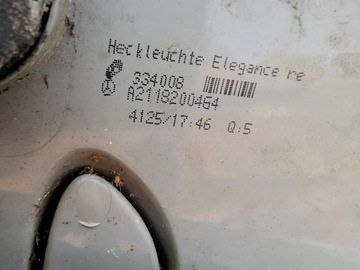 Heckleuchte Elegance re
334008
A2118200464
4125/17:46 Q:5